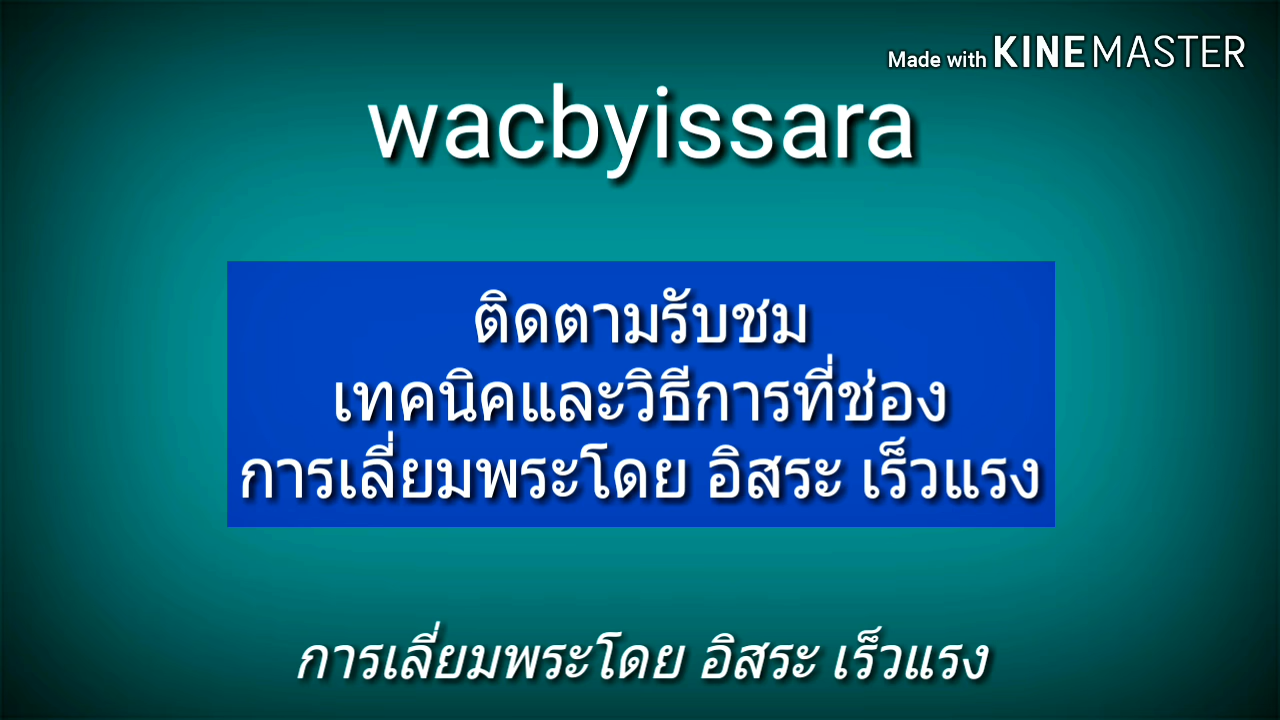 Made with KINEMASTER
wacbyissara
ติดตามรับชม
เทคนิคและวิธีการที่ช่อง
การเลี่ยมพระโดย อิสระ เร็วแรง
การเลี่ยมพระโดย อิสระ เร็วแรง